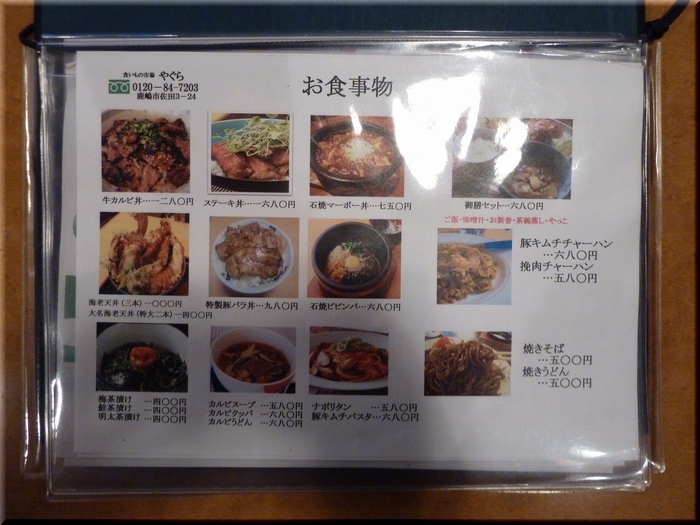 食いもの市場 やぐら
0120-84-7203
鹿嶋市佐田3-24
お食事物
牛カルビ丼…一二八〇円
ステーキ丼…一六八〇円
石焼マーボー丼…七五〇円
御膳セット…六八〇円
ご飯・味噌汁・お新香・茶碗蒸し・やっこ
海老天丼(三本)一〇〇〇円
大名海老天丼(特大二本)一四〇〇円
特製豚バラ丼…九八〇円
石焼ビビンバ…六八〇円
豚キムチチャーハン
…六八〇円
挽肉チャーハン
…五八〇円
梅茶漬け …四〇〇円
鮭茶漬け …四〇〇円
明太茶漬け…四〇〇円
カルビスープ …五八〇円
カルビクッパ …六八〇円
カルビうどん …六八〇円
ナポリタン …五八〇円
豚キムチパスタ…六八〇円
焼きそば
…五〇〇円
焼きうどん
…五〇〇円